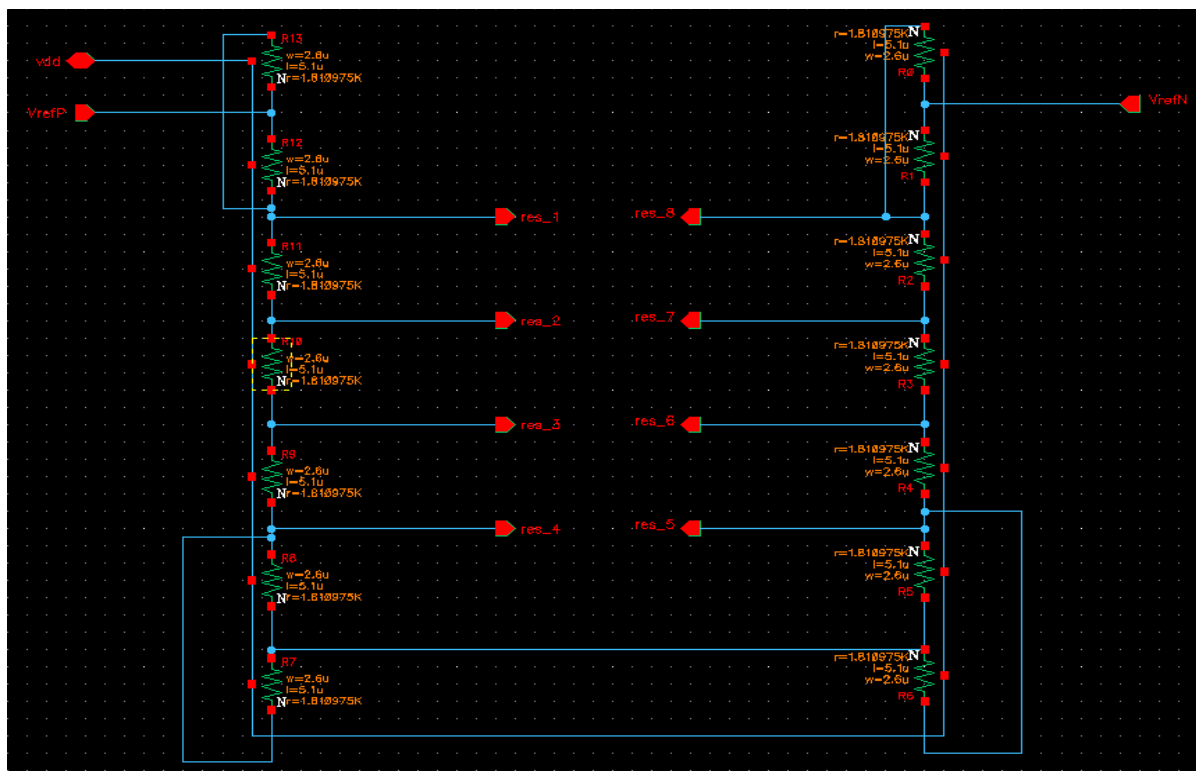 vdd
VrefP
R13
w=2.6u
l=5.1u
N
r=1.810975K
R12
w=2.6u
l=5.1u
N
r=1.810975K
res_1
R11
w=2.6u
l=5.1u
N
r=1.810975K
res_2
R10
w=2.6u
l=5.1u
N
r=1.810975K
res_3
R9
w=2.6u
l=5.1u
N
r=1.810975K
res_4
R8
w=2.6u
l=5.1u
N
r=1.810975K
R7
w=2.6u
l=5.1u
N
r=1.810975K
r=1.810975K
N
l=5.1u
w=2.6u
R0
VrefN
r=1.810975K
N
l=5.1u
w=2.6u
R1
res_8
r=1.810975K
N
l=5.1u
w=2.6u
R2
res_7
r=1.810975K
N
l=5.1u
w=2.6u
R3
res_6
r=1.810975K
N
l=5.1u
w=2.6u
R4
res_5
r=1.810975K
N
l=5.1u
w=2.6u
R5
r=1.810975K
N
l=5.1u
w=2.6u
R6